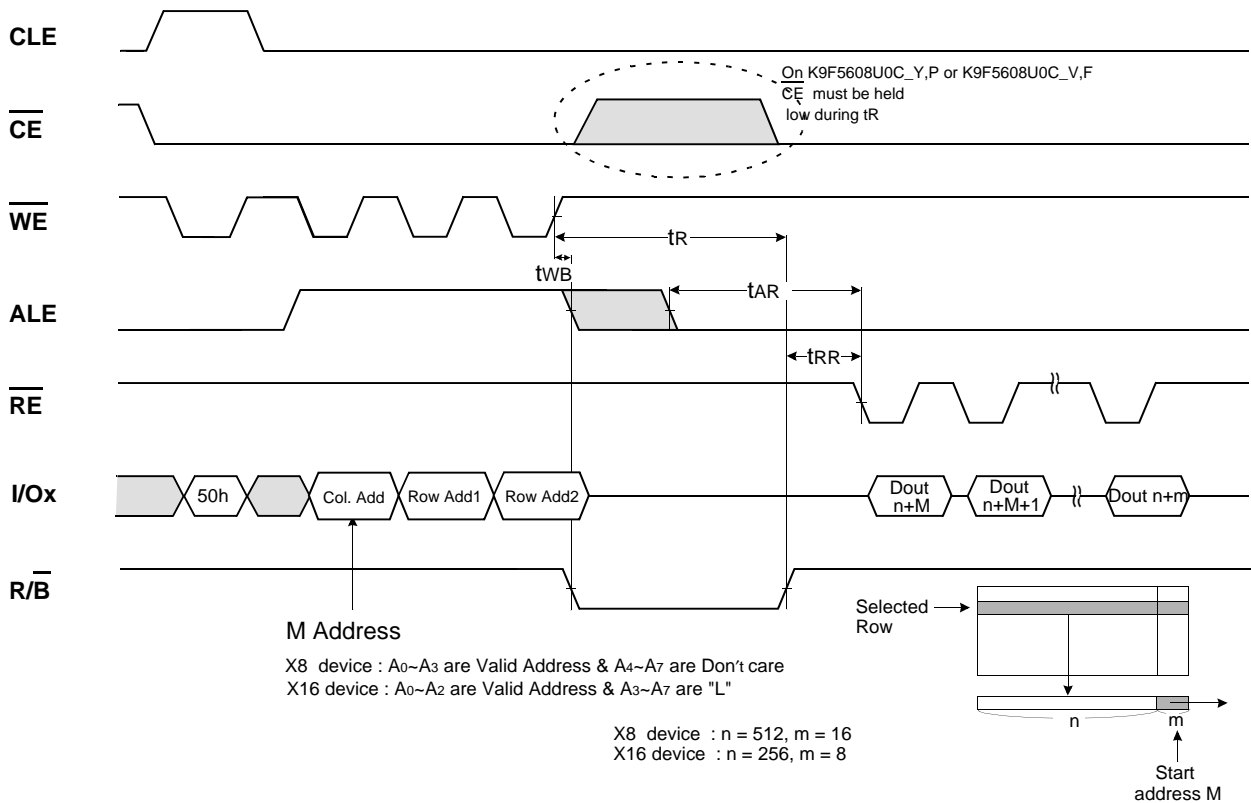 CLE
On K9F5608U0C_Y,P or K9F5608U0C_V,F
CE must be held
low during tR
CE
WE
tR
tWB
tAR
ALE
tRR
RE
I/Ox
50h
Col. Add
Row Add1
Row Add2
Dout
n+M
Dout
n+M+1
Dout n+m
R/B
M Address
X8 device : A0~A3 are Valid Address & A4~A7 are Don't care
X16 device : A0~A2 are Valid Address & A3~A7 are "L"
X8 device : n = 512, m = 16
X16 device : n = 256, m = 8
Selected
Row
n
m
Start
address M